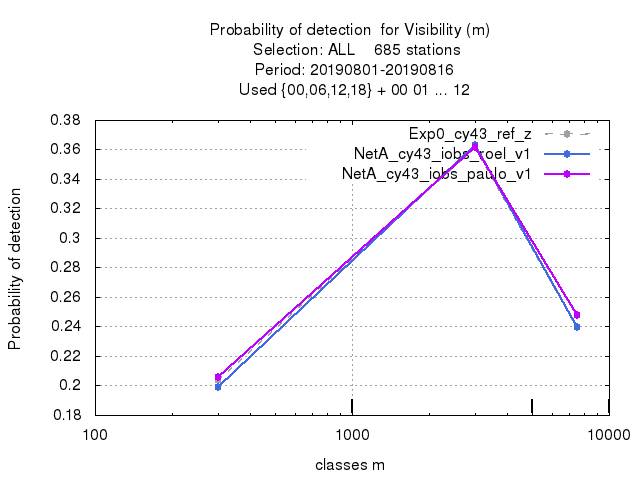 Probability of detection  for Visibility (m)
Selection: ALL    685 stations
Period: 20190801-20190816
Used {00,06,12,18} + 00 01 ... 12
Exp0_cy43_ref_z
NetA_cy43_iobs_roel_v1
NetA_cy43_iobs_paulo_v1
Probability of detection
0.38
0.36
0.34
0.32
0.3
0.28
0.26
0.24
0.22
0.2
0.18
100
1000
10000
classes m